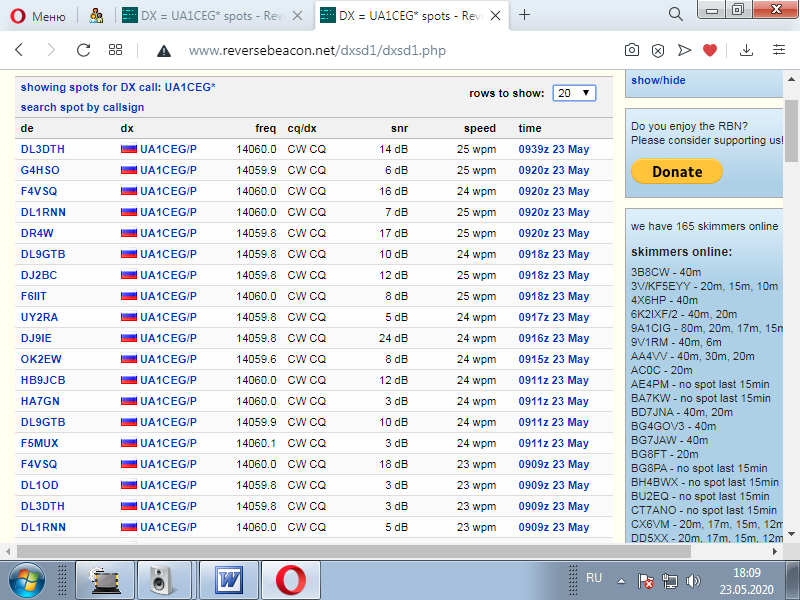 Меню
DX = UA1CEG* spots - Rev
DX = UA1CEG* spots - Rev
www.reversebeacon.net/dxsd1/dxsd1.php
showing spots for DX call: UA1CEG*
search spot by callsign
rows to show: 20
de dx freq cq/dx snr speed time
DL3DTH UA1CEG/P 14060.0 CW CQ 14 dB 25 wpm 0939z 23 May
G4HSO UA1CEG/P 14059.9 CW CQ 6 dB 25 wpm 0920z 23 May
F4VSQ UA1CEG/P 14060.0 CW CQ 16 dB 24 wpm 0920z 23 May
DL1RNN UA1CEG/P 14060.0 CW CQ 7 dB 25 wpm 0920z 23 May
DR4W UA1CEG/P 14059.8 CW CQ 17 dB 25 wpm 0920z 23 May
DL9GTB UA1CEG/P 14059.8 CW CQ 10 dB 24 wpm 0918z 23 May
DJ2BC UA1CEG/P 14059.8 CW CQ 12 dB 25 wpm 0918z 23 May
F6IIT UA1CEG/P 14060.0 CW CQ 8 dB 25 wpm 0918z 23 May
UY2RA UA1CEG/P 14059.8 CW CQ 5 dB 24 wpm 0917z 23 May
DJ9IE UA1CEG/P 14059.8 CW CQ 24 dB 24 wpm 0916z 23 May
OK2EW UA1CEG/P 14059.6 CW CQ 8 dB 24 wpm 0915z 23 May
HB9JCB UA1CEG/P 14060.0 CW CQ 12 dB 24 wpm 0911z 23 May
HA7GN UA1CEG/P 14060.0 CW CQ 3 dB 24 wpm 0911z 23 May
DL9GTB UA1CEG/P 14059.9 CW CQ 10 dB 24 wpm 0911z 23 May
F5MUX UA1CEG/P 14060.1 CW CQ 3 dB 24 wpm 0911z 23 May
F4VSQ UA1CEG/P 14060.0 CW CQ 18 dB 23 wpm 0909z 23 May
DL1OD UA1CEG/P 14059.8 CW CQ 3 dB 23 wpm 0909z 23 May
DL3DTH UA1CEG/P 14059.8 CW CQ 3 dB 23 wpm 0909z 23 May
DL1RNN UA1CEG/P 14060.0 CW CQ 5 dB 23 wpm 0909z 23 May
show/hide
Do you enjoy the RBN?
Please consider supporting us!
Donate
we have 165 skimmers online
skimmers online:
3B8CW - 40m
3V/KF5EYY - 20m, 15m, 10m
4X6HP - 40m
6K2IXF/2 - 40m, 20m
9A1CIG - 80m, 20m, 17m, 15m
9V1RM - 40m, 6m
AA4VV - 40m, 30m, 20m
AC0C - 20m
AE4PM - no spot last 15min
BA7KW - no spot last 15min
BD7JNA - 40m, 20m
BG4GOV/3 - 40m
BG7JAW - 40m
BG8FT - 20m
BG8PA - no spot last 15min
BH4BWX - no spot last 15min
BU2EQ - no spot last 15min
CT7ANO - no spot last 15min
CX6VM - 20m, 17m, 15m, 12m
DD5XX - 20m, 17m, 15m, 12m
RU
18:09
23.05.2020